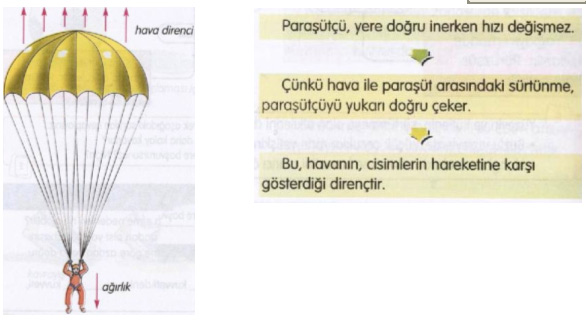 hava direnci
ağırlık
Paraşütçü, yere doğru inerken hızı değişmez.
Çünkü hava ile paraşüt arasındaki sürtünme,
paraşütçüyü yukarı doğru çeker.
Bu, havanın, cisimlerin hareketine karşı
gösterdiği dirençtir.